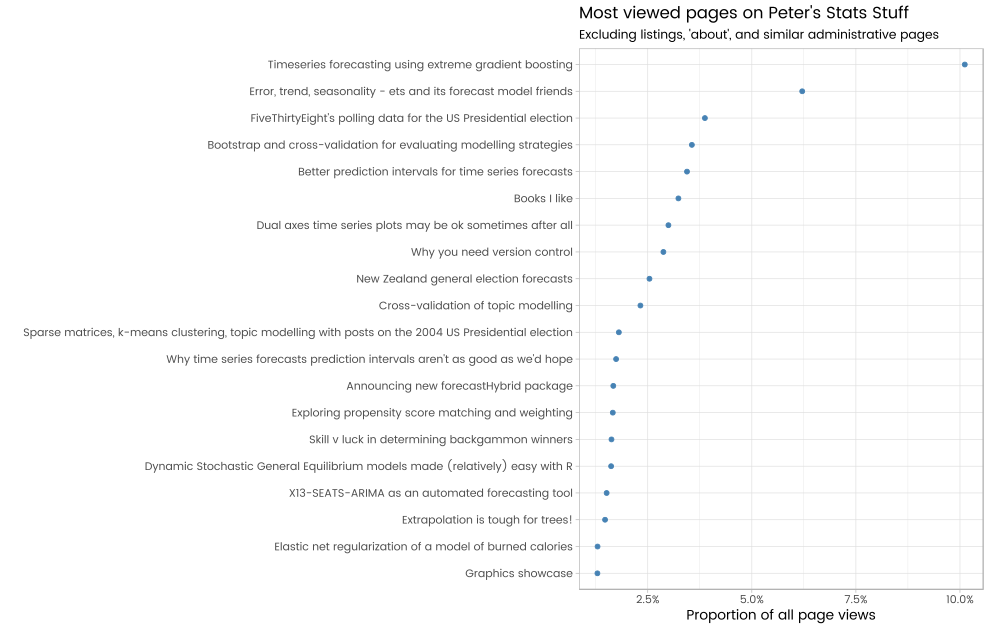 Most viewed pages on Peter's Stats Stuff
Excluding listings, 'about', and similar administrative pages
Timeseries forecasting using extreme gradient boosting
Error, trend, seasonality - ets and its forecast model friends
FiveThirtyEight's polling data for the US Presidential election
Bootstrap and cross-validation for evaluating modelling strategies
Better prediction intervals for time series forecasts
Books I like
Dual axes time series plots may be ok sometimes after all
Why you need version control
New Zealand general election forecasts
Cross-validation of topic modelling
Sparse matrices, k-means clustering, topic modelling with posts on the 2004 US Presidential election
Why time series forecasts prediction intervals aren't as good as we'd hope
Announcing new forecastHybrid package
Exploring propensity score matching and weighting
Skill v luck in determining backgammon winners
Dynamic Stochastic General Equilibrium models made (relatively) easy with R
X13-SEATS-ARIMA as an automated forecasting tool
Extrapolation is tough for trees!
Elastic net regularization of a model of burned calories
Graphics showcase
2.5% 5.0% 7.5% 10.0%
Proportion of all page views